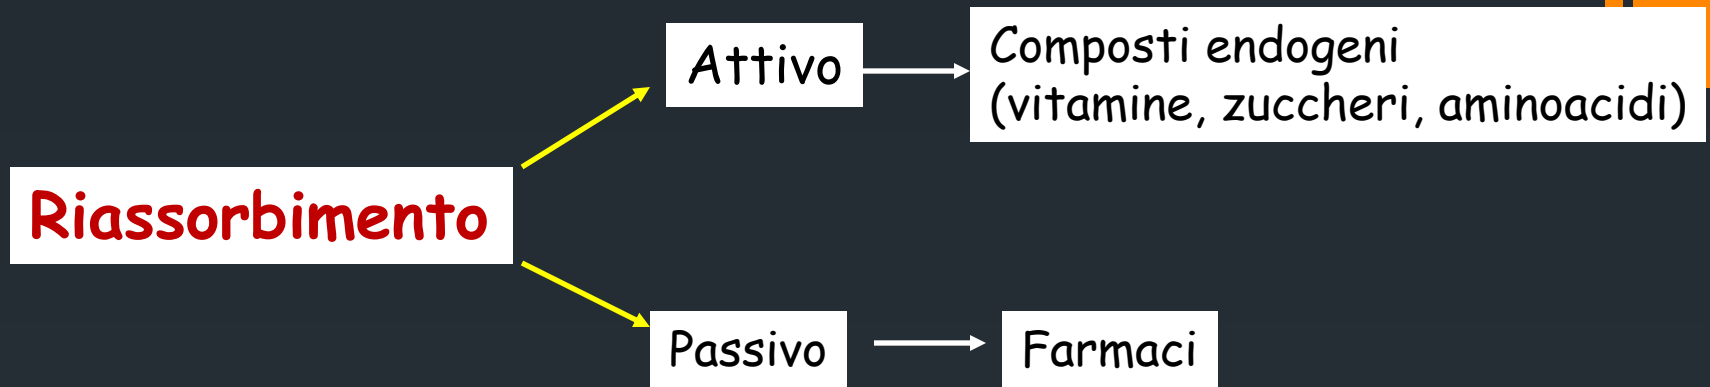 Attivo
Composti endogeni
(vitamine, zuccheri, aminoacidi)
Riassorbimento
Passivo
Farmaci